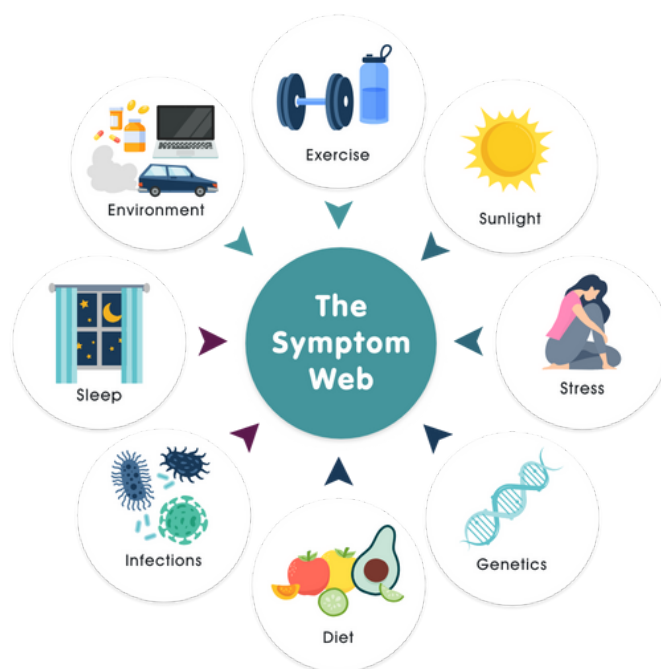 Exercise
Environment
Sunlight
The
Symptom
Web
Sleep
Stress
Infections
Genetics
Diet